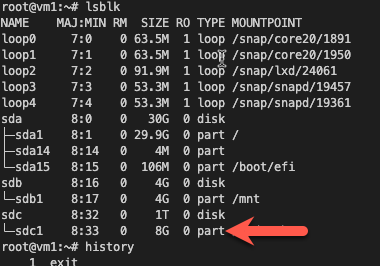 root@vm1:~# lsblk
NAME MAJ:MIN RM SIZE RO TYPE MOUNTPOINT
loop0 7:0 0 63.5M 1 loop /snap/core20/1891
loop1 7:1 0 63.5M 1 loop /snap/core20/1950
loop2 7:2 0 91.9M 1 loop /snap/lxd/24061
loop3 7:3 0 53.3M 1 loop /snap/snapd/19457
loop4 7:4 0 53.3M 1 loop /snap/snapd/19361
sda 8:0 0 30G 0 disk
├─sda1 8:1 0 29.9G 0 part /
├─sda14 8:14 0 4M 0 part
└─sda15 8:15 0 106M 0 part /boot/efi
sdb 8:16 0 4G 0 disk
└─sdb1 8:17 0 4G 0 part /mnt
sdc 8:32 0 1T 0 disk
└─sdc1 8:33 0 8G 0 part
root@vm1:~# history
1 exit